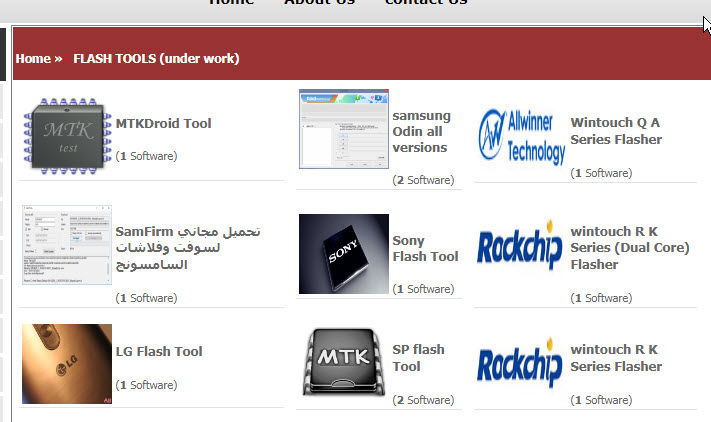 Home About Us Contact Us
Home » FLASH TOOLS (under work)
MTK
test
MTKDroid Tool
(1 Software)
samsung
Odin all
versions
(2 Software)
Allwinner
Technology
Wintouch Q A
Series Flasher
(1 Software)
SamFirm تحميل مجاني
لسوفت وفلاشات
السامسونج
(1 Software)
SONY
Sony
Flash Tool
(1 Software)
Rockchip
wintouch R K
Series (Dual Core)
Flasher
(1 Software)
LG
LG Flash Tool
(1 Software)
MTK
SP flash
Tool
(2 Software)
Rockchip
wintouch R K
Series Flasher
(1 Software)